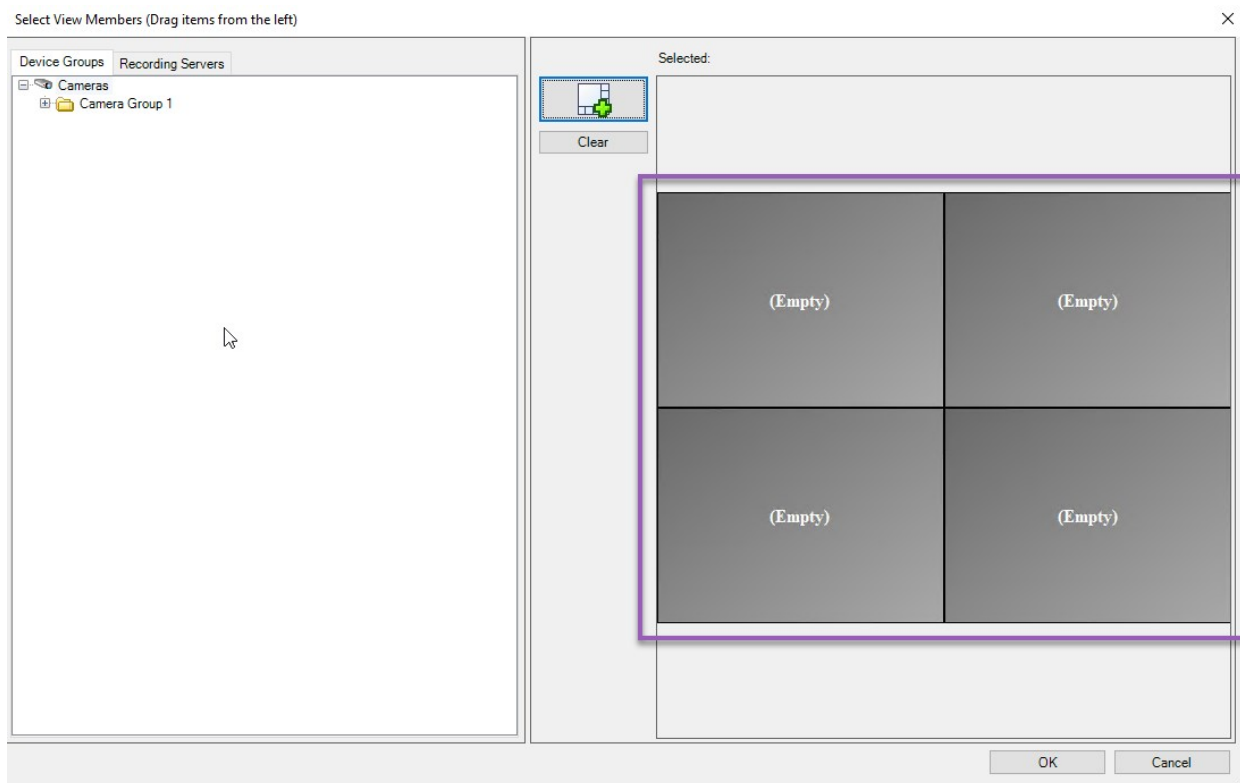 Select View Members (Drag items from the left)
Device Groups
Recording Servers
Cameras
Camera Group 1
Selected:
Clear
(Empty)
(Empty)
(Empty)
(Empty)
OK
Cancel